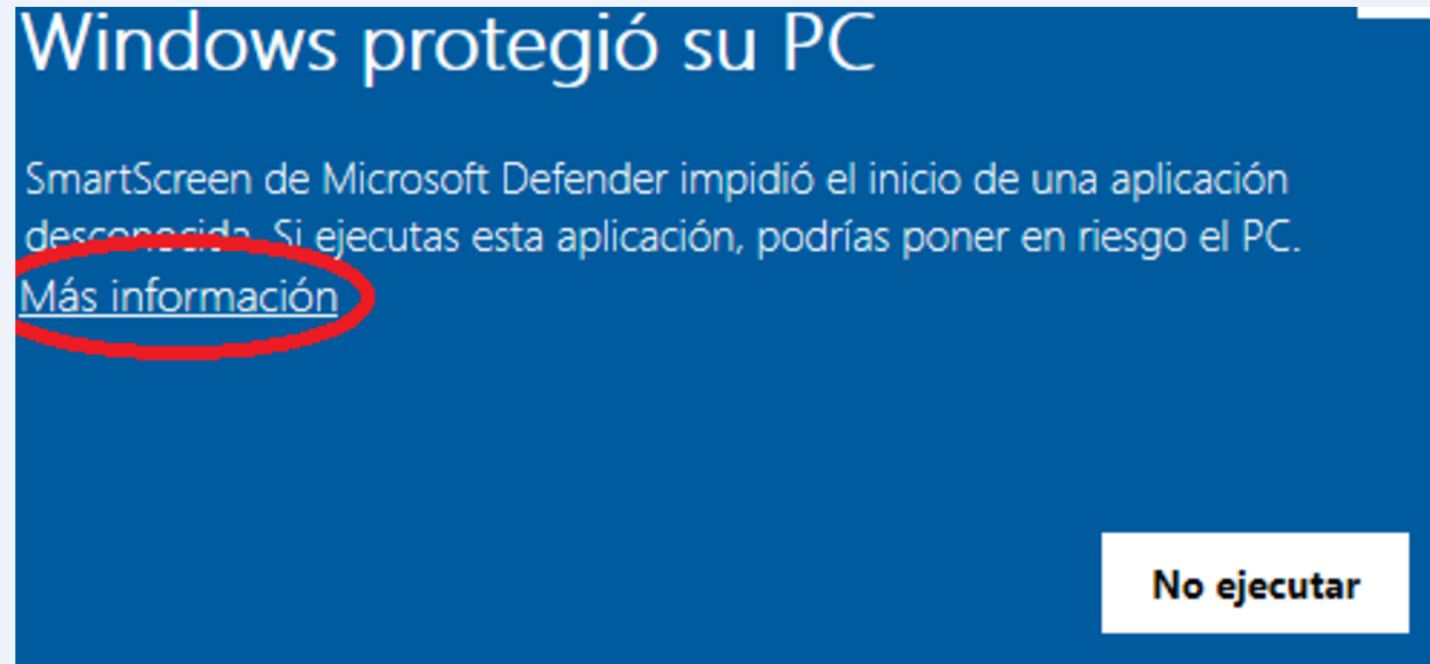 Windows protegió su PC
SmartScreen de Microsoft Defender impidió el inicio de una aplicación
desconocida. Si ejecutas esta aplicación, podrías poner en riesgo el PC.
Más información
No ejecutar